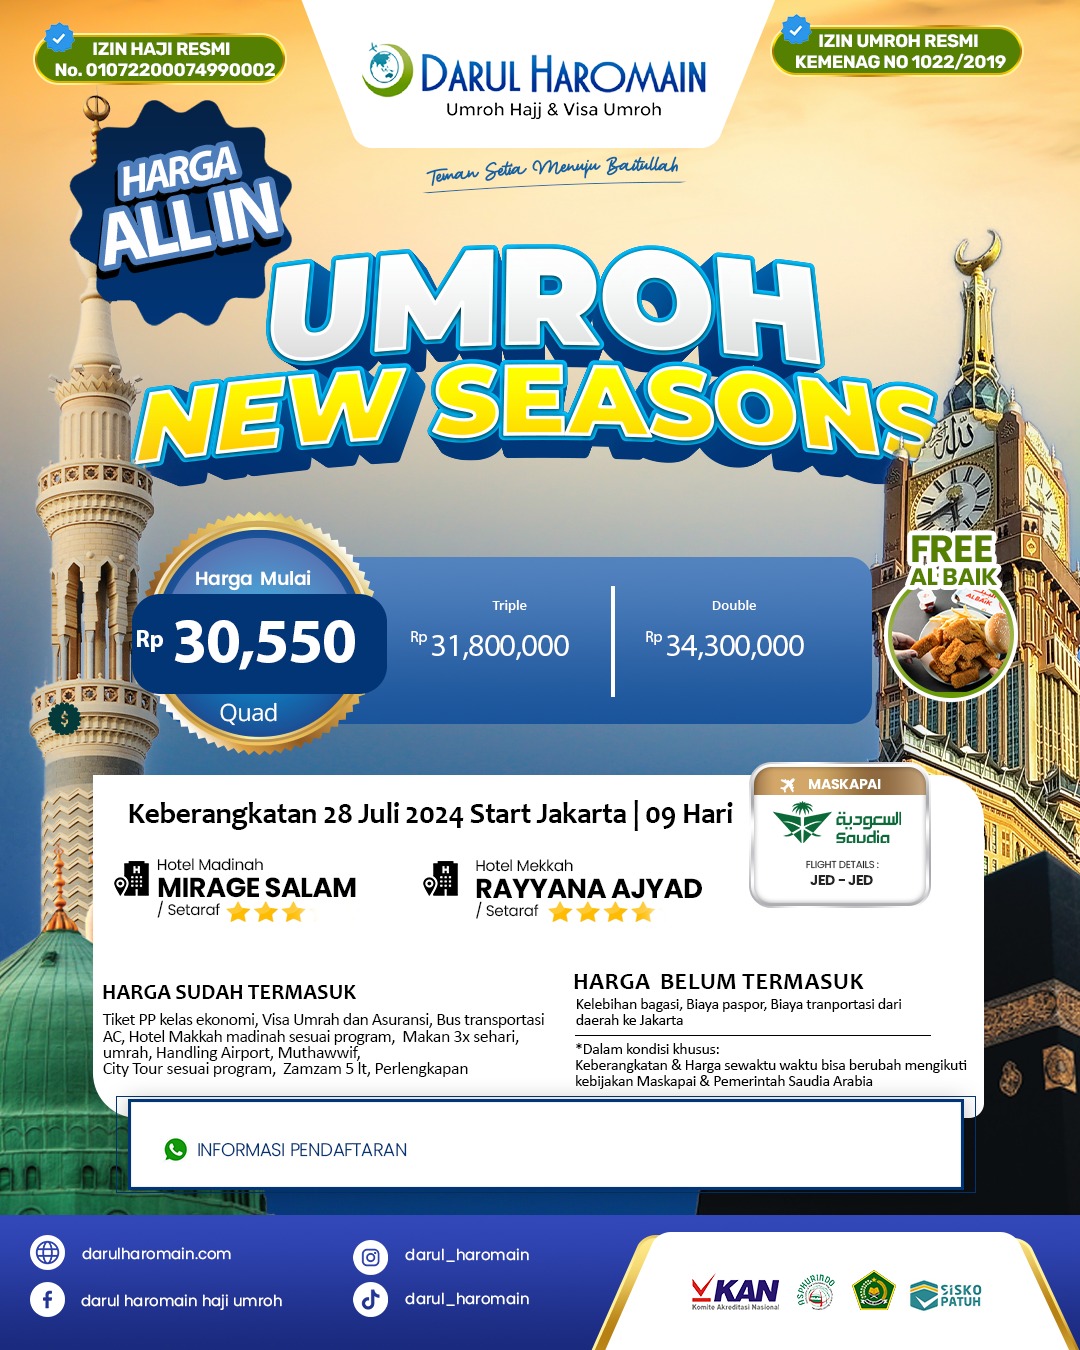 IZIN HAJI RESMI
No. 01072200074990002
DARUL HAROMAIN
Umroh Hajj & Visa Umroh
Teman Setia Menuju Baitullah
IZIN UMROH RESMI
KEMENAG NO 1022/2019
HARGA
ALL IN
UMROH
NEW SEASONS
Harga Mulai
Rp 30,550
Quad
Triple
Rp 31,800,000
Double
Rp 34,300,000
FREE
AL BAIK
ALBAIK
Keberangkatan 28 Juli 2024 Start Jakarta | 09 Hari
MASKAPAI
السعودية
Saudia
FLIGHT DETAILS :
JED - JED
Hotel Madinah
MIRAGE SALAM
/ Setaraf
Hotel Mekkah
RAYYANA AJYAD
/ Setaraf
HARGA SUDAH TERMASUK
Tiket PP kelas ekonomi, Visa Umrah dan Asuransi, Bus transportasi
AC, Hotel Makkah madinah sesuai program, Makan 3x sehari,
umrah, Handling Airport, Muthawwif,
City Tour sesuai program, Zamzam 5 lt, Perlengkapan
HARGA BELUM TERMASUK
Kelebihan bagasi, Biaya paspor, Biaya tranportasi dari
daerah ke Jakarta
*Dalam kondisi khusus:
Keberangkatan & Harga sewaktu waktu bisa berubah mengikuti
kebijakan Maskapai & Pemerintah Saudia Arabia
INFORMASI PENDAFTARAN
darulharomain.com
darul haromain haji umroh
darul_haromain
darul_haromain
KAN
Komite Akreditasi Nasional
ASPHURINDO
SISKO
PATUH